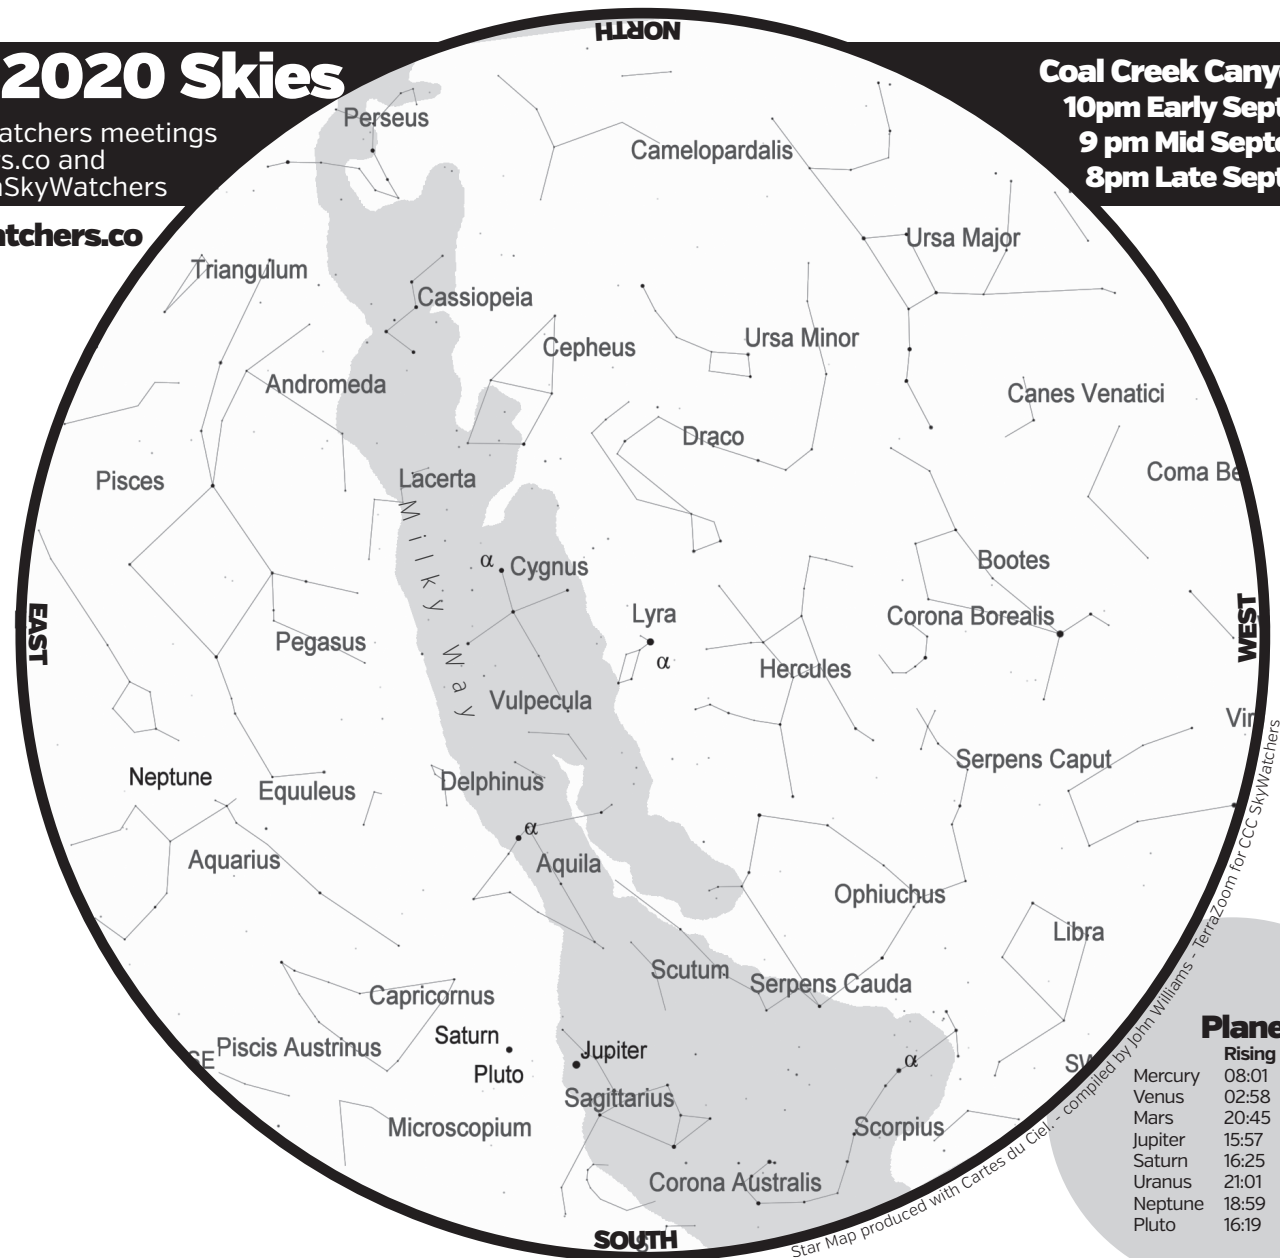 2020 Skies
atchers meetings
rs.co and
aSkyWatchers
atchers.co
Coal Creek Cany
10pm Early Sept
9 pm Mid Septe
8pm Late Sept
NORTH
Perseus
Camelopardalis
Ursa Major
Triangulum
Cassiopeia
Ursa Minor
Cepheus
Andromeda
Canes Venatici
Draco
Coma Be
Pisces
Lacerta
Milky Way
α
Cygnus
Bootes
Lyra
Corona Borealis
EAST
WEST
Pegasus
α
Hercules
Vulpecula
Vir
Serpens Caput
Neptune
Delphinus
Equuleus
α
Aquarius
Aquila
Ophiuchus
Libra
Scutum
Serpens Cauda
Capricornus
Saturn
Jupiter
SE
Piscis Austrinus
α
SW
Pluto
Sagittarius
Microscopium
Scorpius
Corona Australis
SOUTH
S
Star Map produced with Cartes du Ciel. - compiled by John Williams - TerraZoom for CCC SkyWatchers
Plane
Rising
Mercury 08:01
Venus 02:58
Mars 20:45
Jupiter 15:57
Saturn 16:25
Uranus 21:01
Neptune 18:59
Pluto 16:19